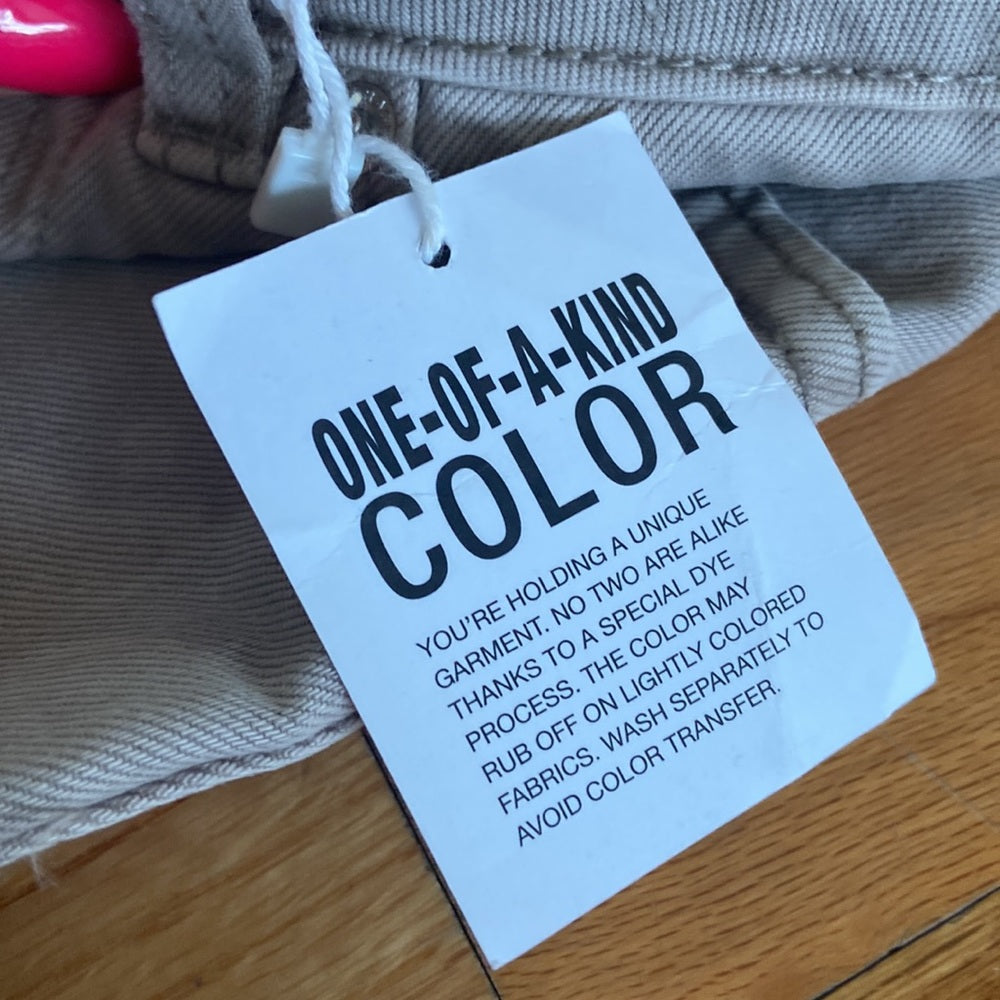 ONE-OF-A-KIND
COLOR
YOU'RE HOLDING A UNIQUE
GARMENT. NO TWO ARE ALIKE
THANKS TO A SPECIAL DYE
PROCESS. THE COLOR MAY
RUB OFF ON LIGHTLY COLORED
FABRICS. WASH SEPARATELY TO
AVOID COLOR TRANSFER.